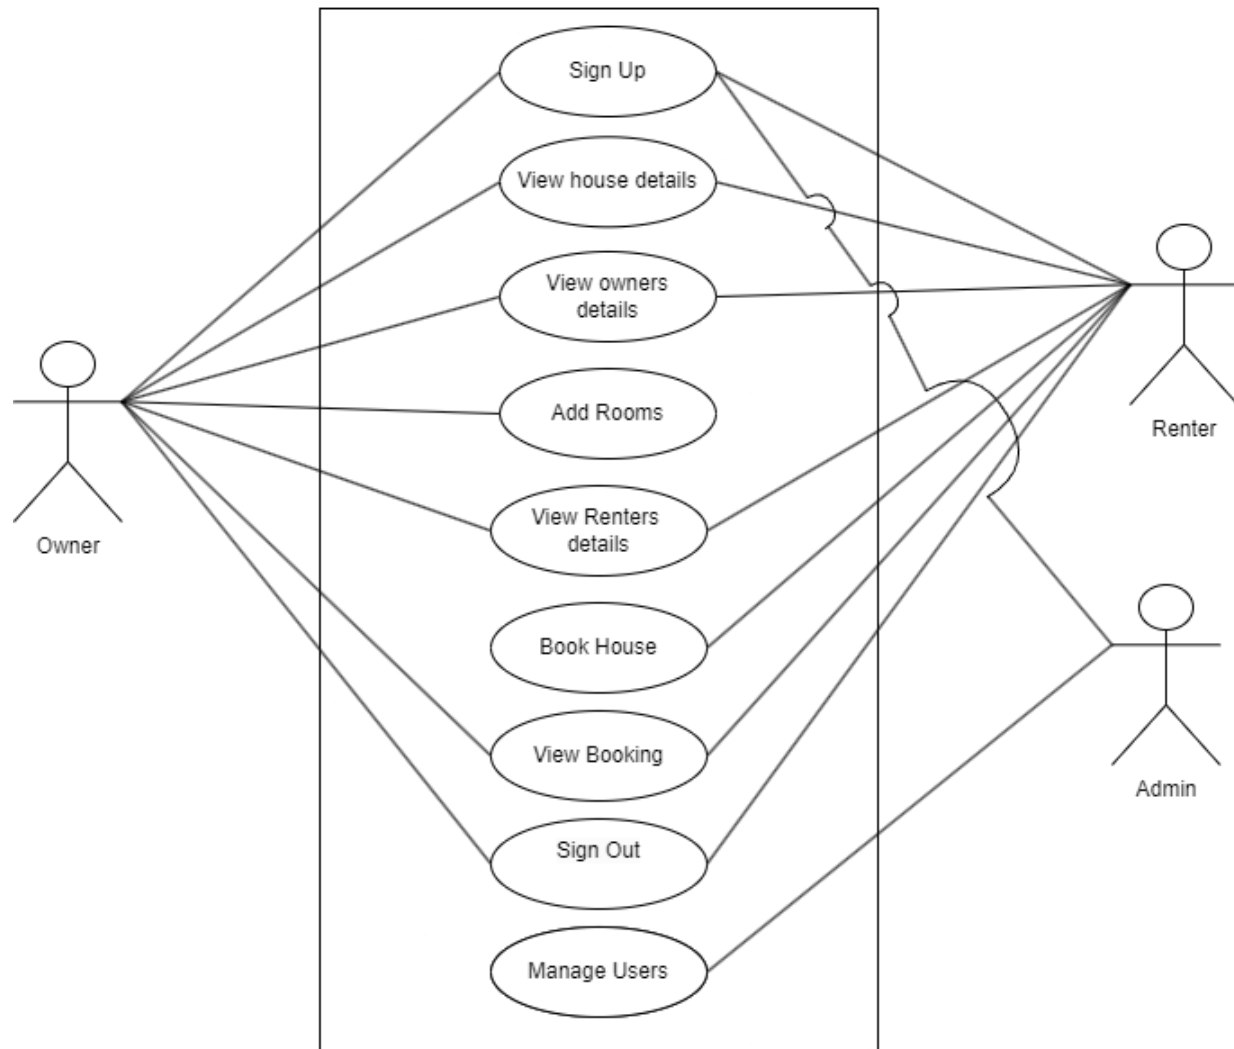 Sign Up
View house details
View owners
details
Add Rooms
View Renters
details
Book House
View Booking
Sign Out
Manage Users
Owner
Renter
Admin